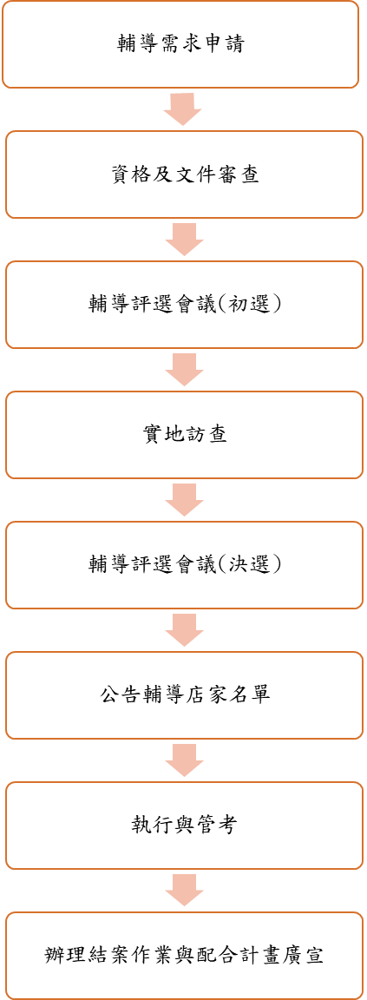 輔導需求申請
資格及文件審查
輔導評選會議(初選)
實地訪查
輔導評選會議(決選)
公告輔導店家名單
執行與管考
辦理結案作業與配合計畫廣宣